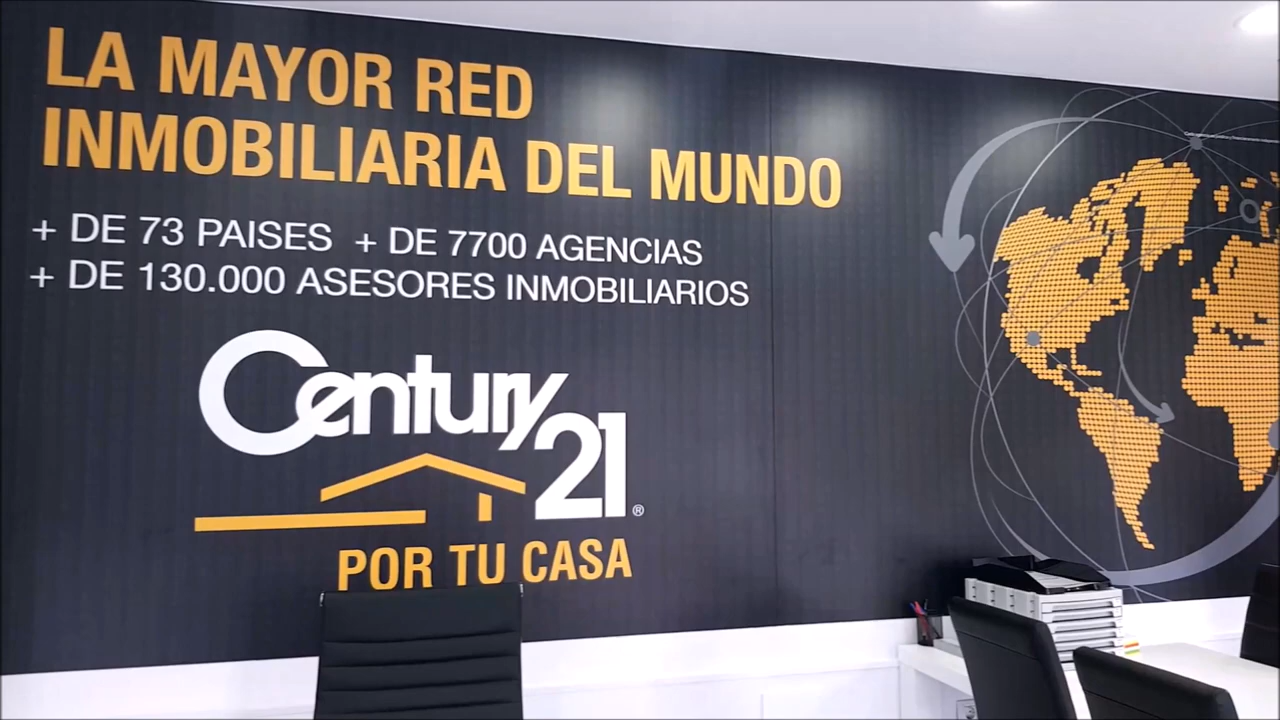 LA MAYOR RED
INMOBILIARIA DEL MUNDO
+ DE 73 PAISES + DE 7700 AGENCIAS
+ DE 130.000 ASESORES INMOBILIARIOS
Century
21®
POR TU CASA